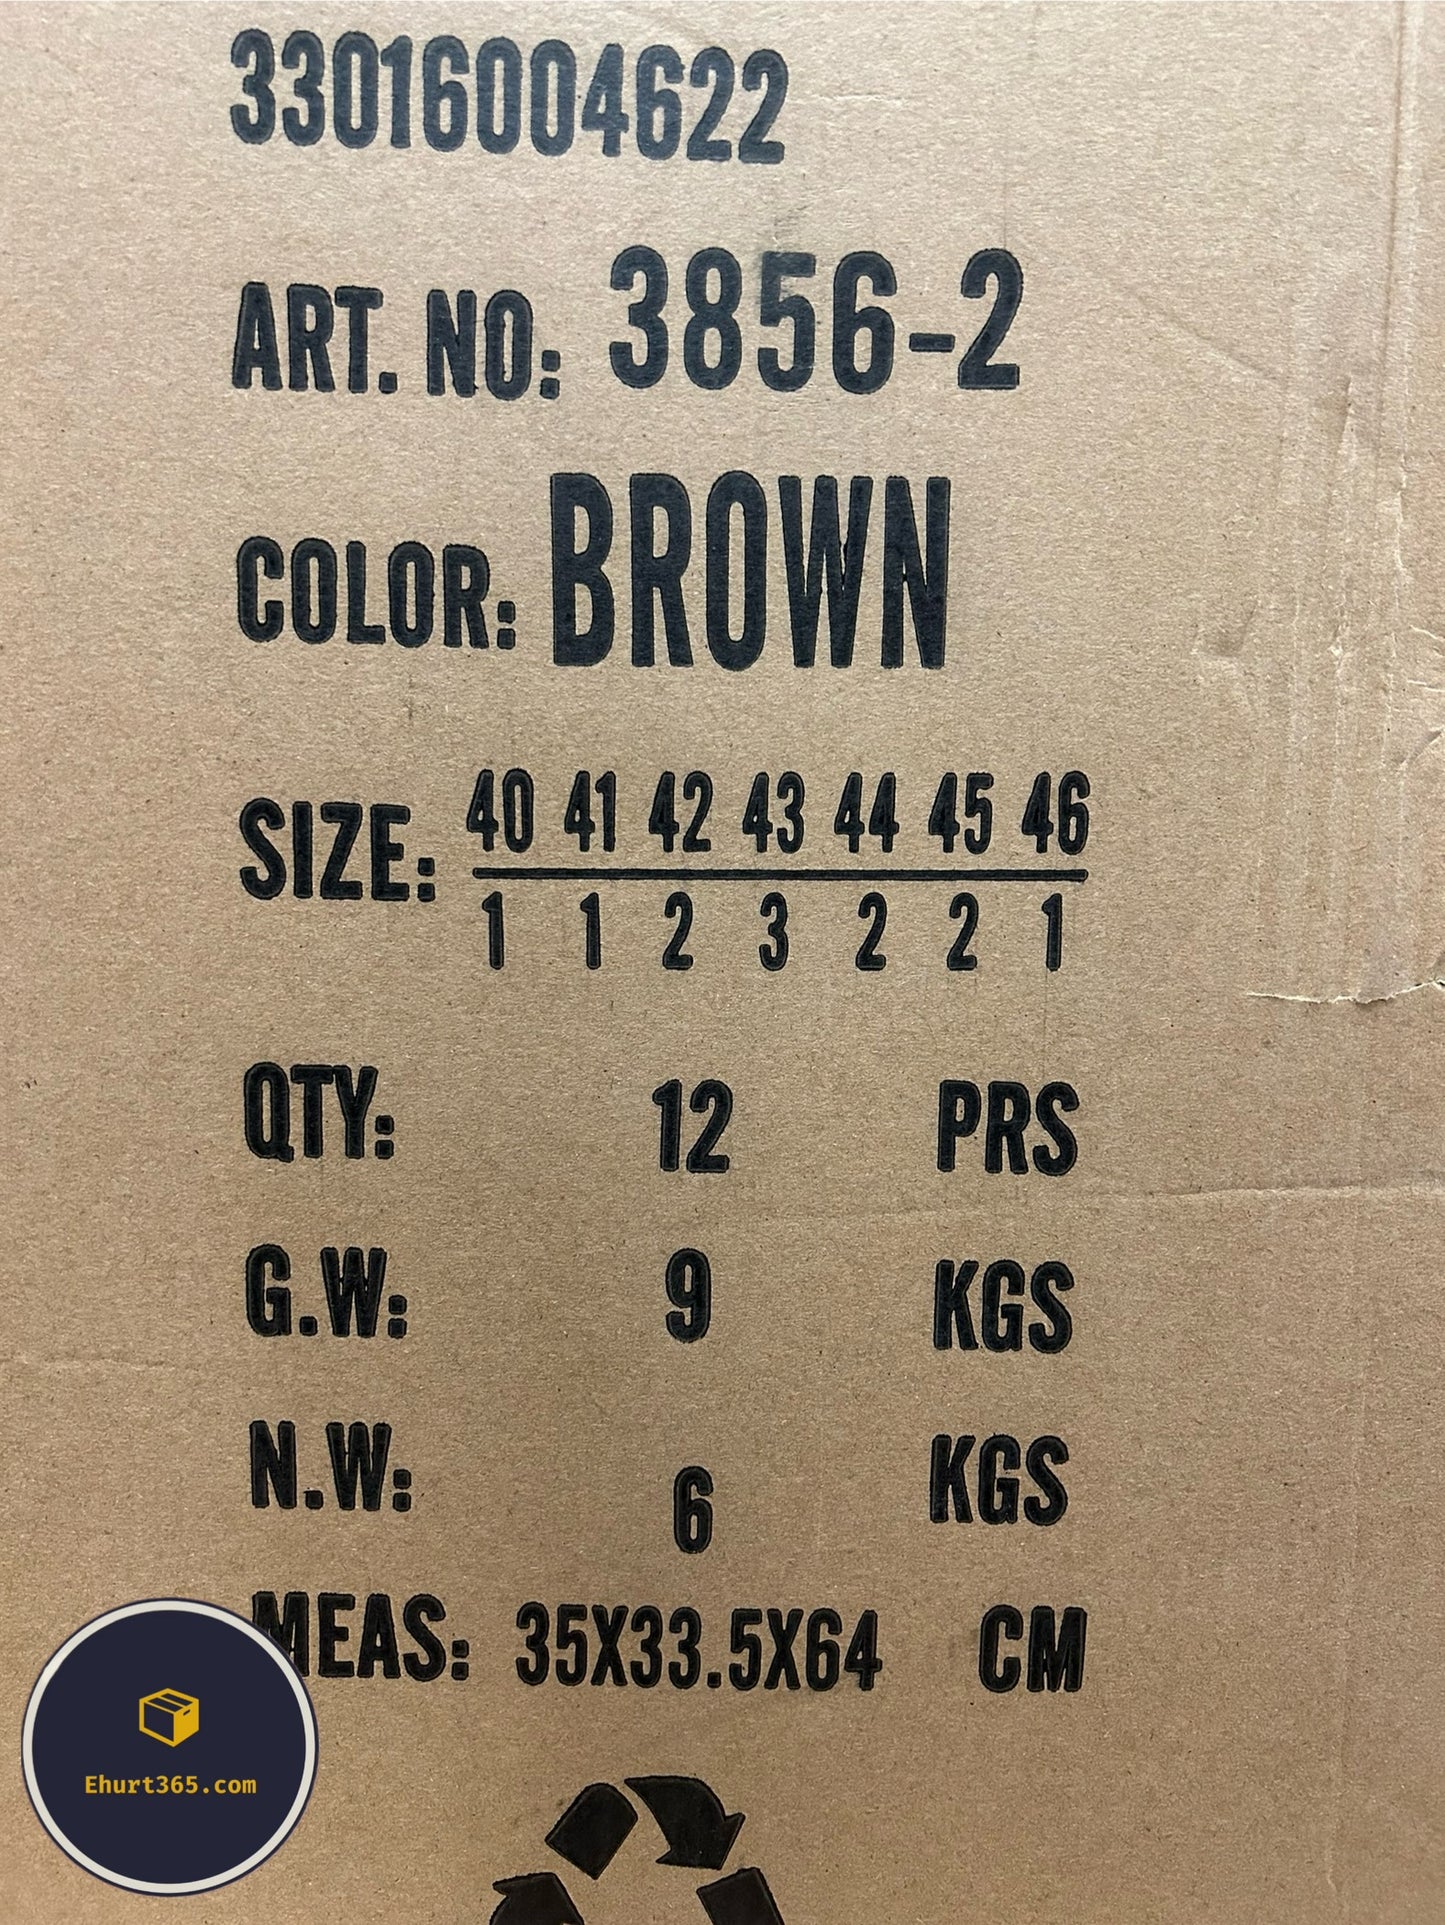 33016004622
ART. NO: 3856-2
COLOR: BROWN
SIZE: 40 41 42 43 44 45 46
1 1 2 3 2 2 1
QTY: 12 PRS
G.W: 9 KGS
N.W: 6 KGS
MEAS: 35X33.5X64 CM
Ehurt365.com